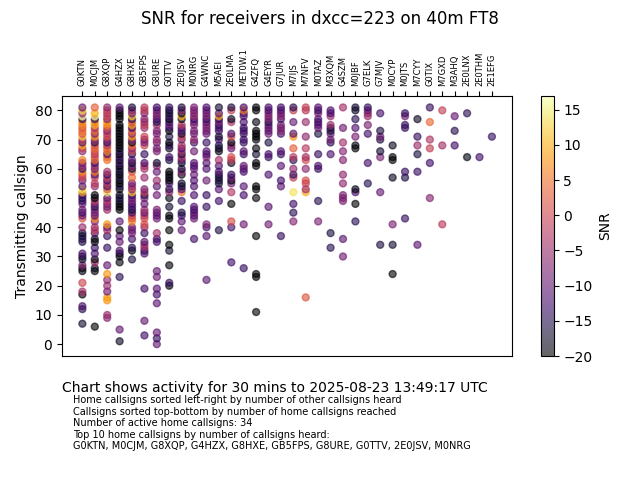 SNR for receivers in dxcc=223 on 40m FT8
G0KTN M0CJM G8XQP G4HZX G8HXE GB5FPS G8URE G0TTV 2E0JSV M0NRG G4WNC M5AEI 2E0LMA MET0W.1 G4ZFQ G4EYR G7JUR M7IJS M7NFV M0TAZ M3XQM G4SZM M0JBF G7ELK G7MJV M0CYP M0JTS M7CYY G0TIX M7GXD M3AHQ 2E0LNX 2E0THM 2E1EFG
80
70
60
50
40
30
20
10
0
Transmitting callsign
15
10
5
0
−5
−10
−15
−20
SNR
Chart shows activity for 30 mins to 2025-08-23 13:49:17 UTC
Home callsigns sorted left-right by number of other callsigns heard
Callsigns sorted top-bottom by number of home callsigns reached
Number of active home callsigns: 34
Top 10 home callsigns by number of callsigns heard:
G0KTN, M0CJM, G8XQP, G4HZX, G8HXE, GB5FPS, G8URE, G0TTV, 2E0JSV, M0NRG